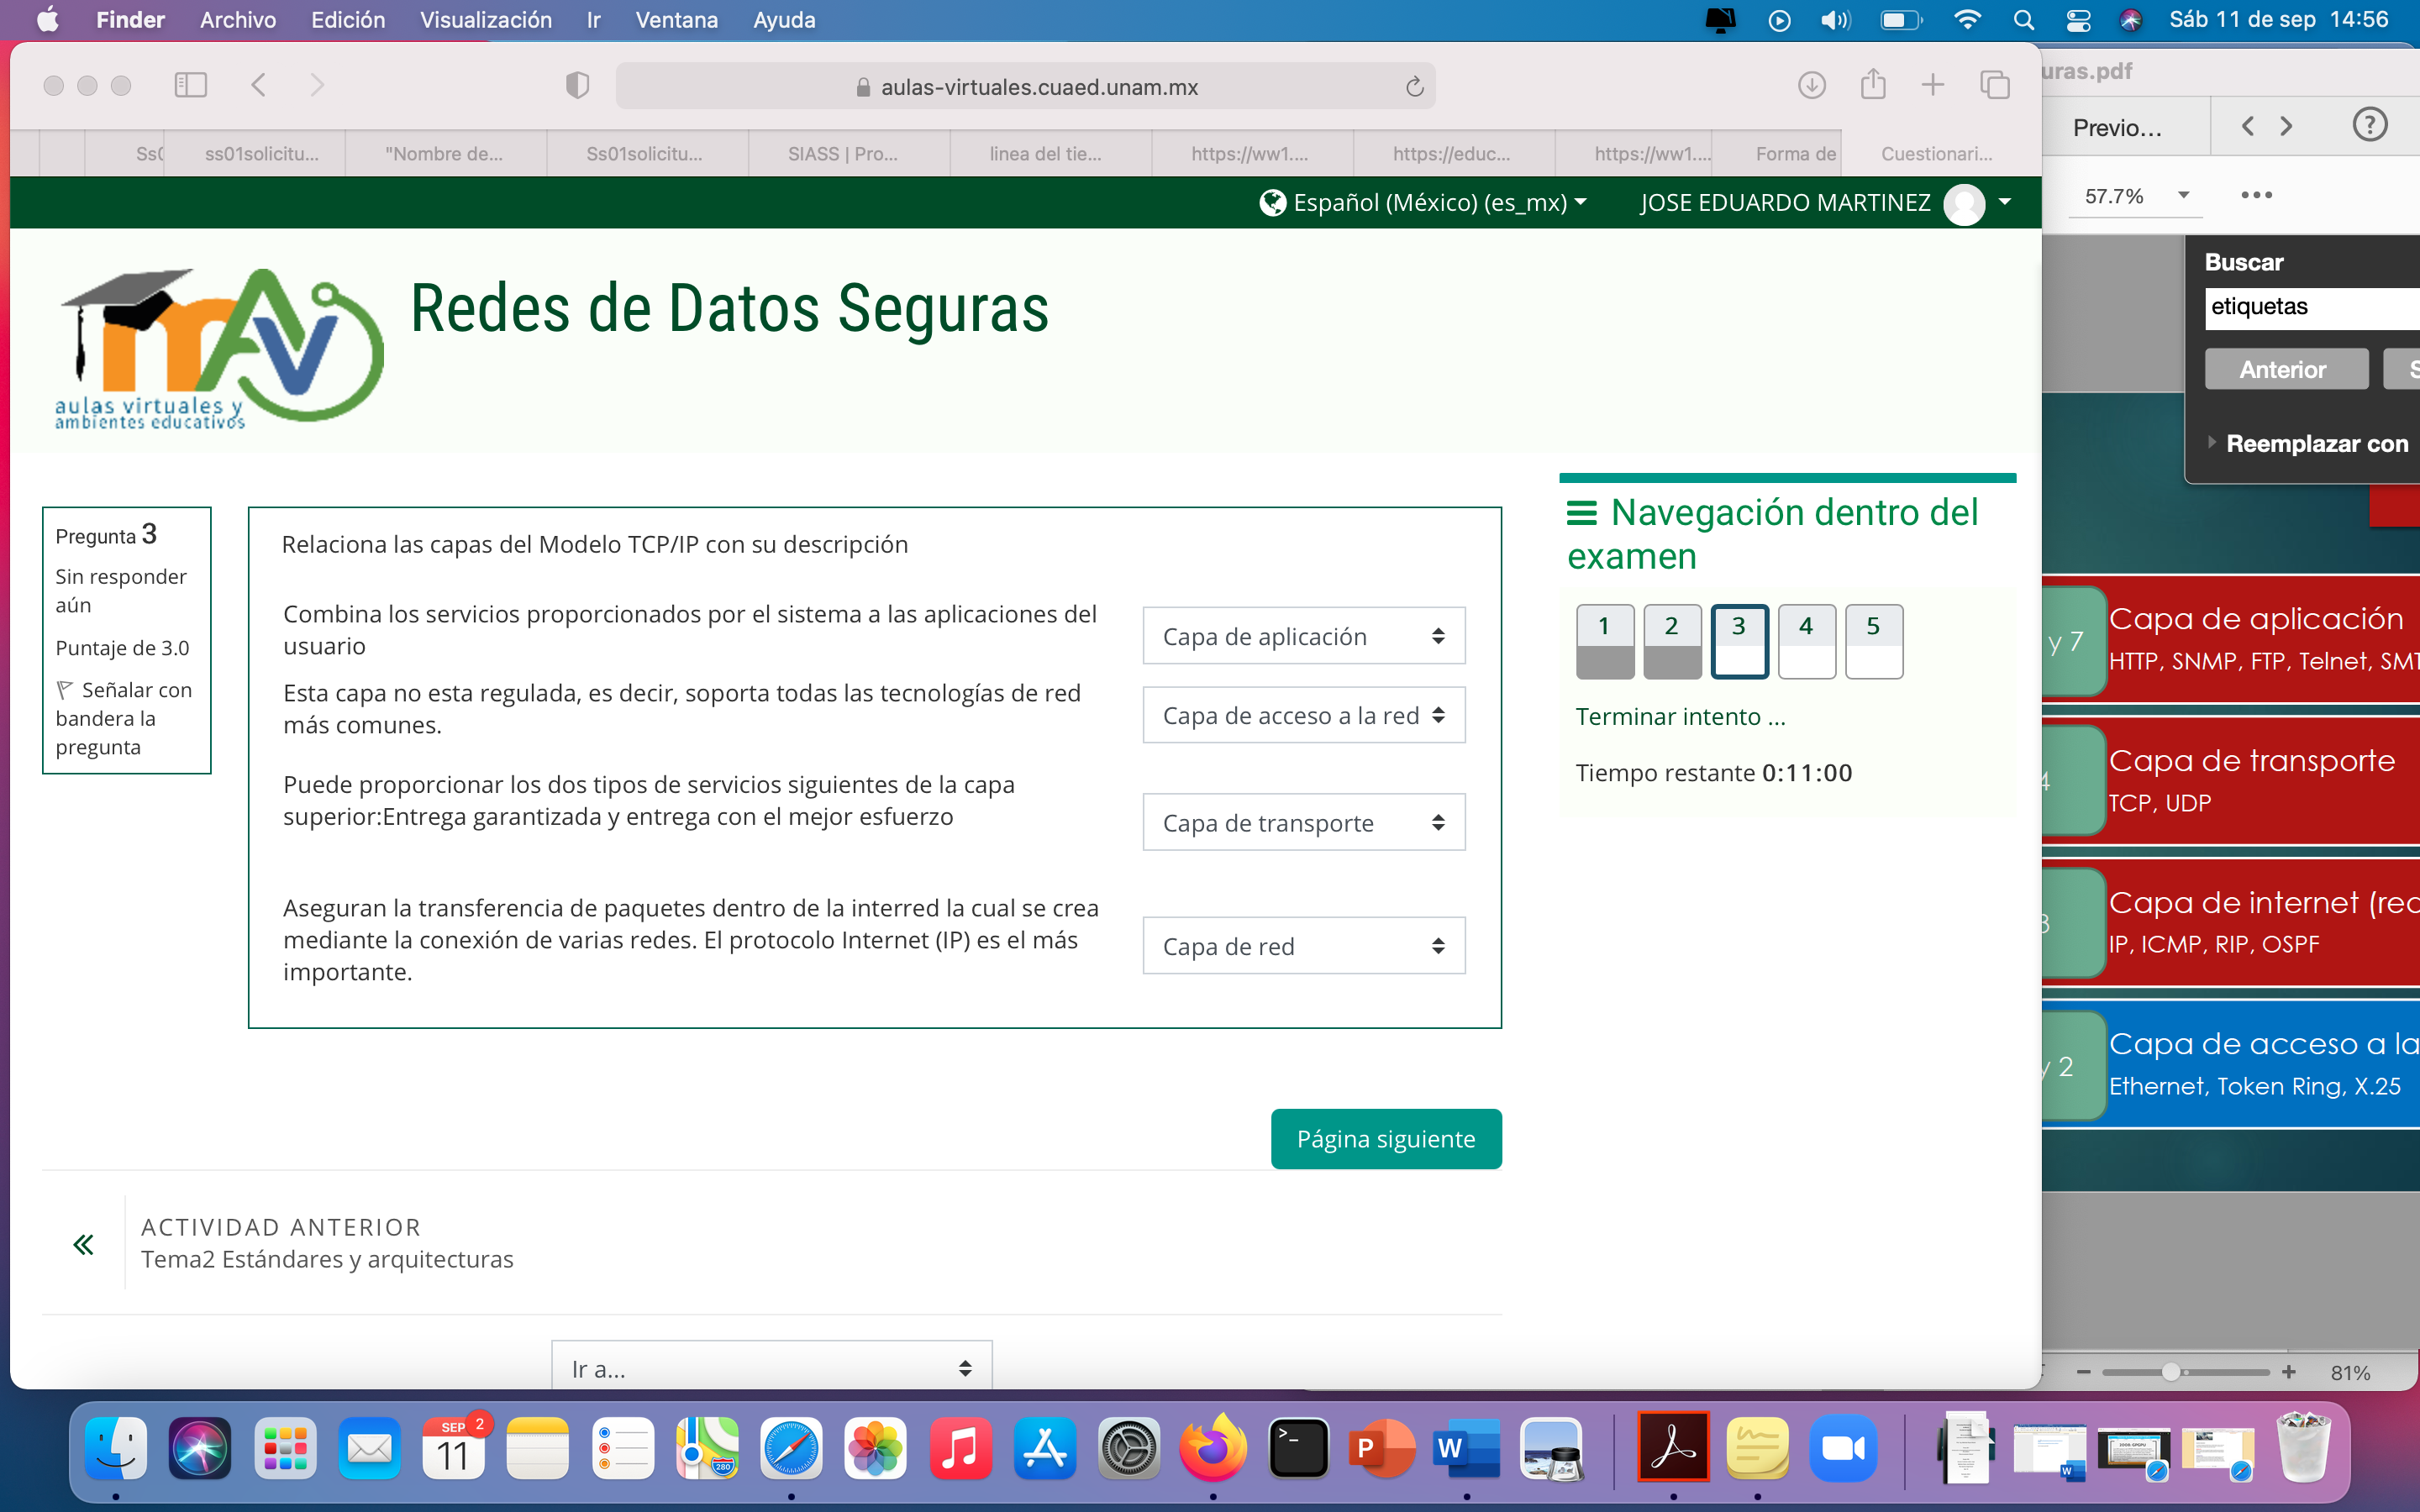 Finder Archivo Edición Visualización Ir Ventana Ayuda
Sáb 11 de sep 14:56
aulas-virtuales.cuaed.unam.mx
ss01solicitu...
"Nombre de...
Ss01solicitu...
SIASS | Pro...
linea del tie...
https://ww1....
https://educ...
https://ww1....
Forma de
Cuestionari...
Español (México) (es_mx)
JOSE EDUARDO MARTINEZ
aulas virtuales y
ambientes educativos
Redes de Datos Seguras
Pregunta 3
Sin responder
aún
Puntaje de 3.0
Señalar con
bandera la
pregunta
Relaciona las capas del Modelo TCP/IP con su descripción
Combina los servicios proporcionados por el sistema a las aplicaciones del
usuario
Capa de aplicación
Esta capa no esta regulada, es decir, soporta todas las tecnologías de red
más comunes.
Capa de acceso a la red
Puede proporcionar los dos tipos de servicios siguientes de la capa
superior:Entrega garantizada y entrega con el mejor esfuerzo
Capa de transporte
Aseguran la transferencia de paquetes dentro de la interred la cual se crea
mediante la conexión de varias redes. El protocolo Internet (IP) es el más
importante.
Capa de red
Página siguiente
Navegación dentro del
examen
1 2 3 4 5
Terminar intento ...
Tiempo restante 0:11:00
ACTIVIDAD ANTERIOR
Tema2 Estándares y arquitecturas
Ir a...
uras.pdf
Previo...
57.7%
Buscar
etiquetas
Anterior
Reemplazar con
y 7
Capa de aplicación
HTTP, SNMP, FTP, Telnet, SMT
4
Capa de transporte
TCP, UDP
3
Capa de internet (rec
IP, ICMP, RIP, OSPF
y 2
Capa de acceso a la
Ethernet, Token Ring, X.25
81%
SEP
11
2
280
P
W